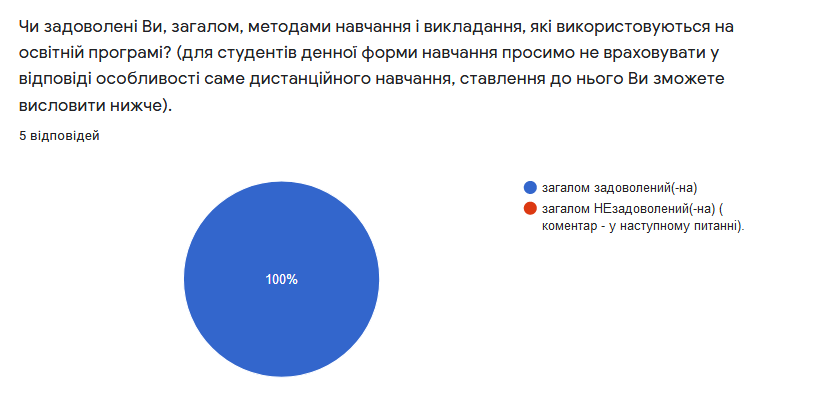 Чи задоволені Ви, загалом, методами навчання і викладання, які використовуються на
освітній програмі? (для студентів денної форми навчання просимо не враховувати у
відповіді особливості саме дистанційного навчання, ставлення до нього Ви зможете
висловити нижче).
5 відповідей
загалом задоволений(-на)
загалом НЕзадоволений(-на) (
коментар - у наступному питанні).
100%